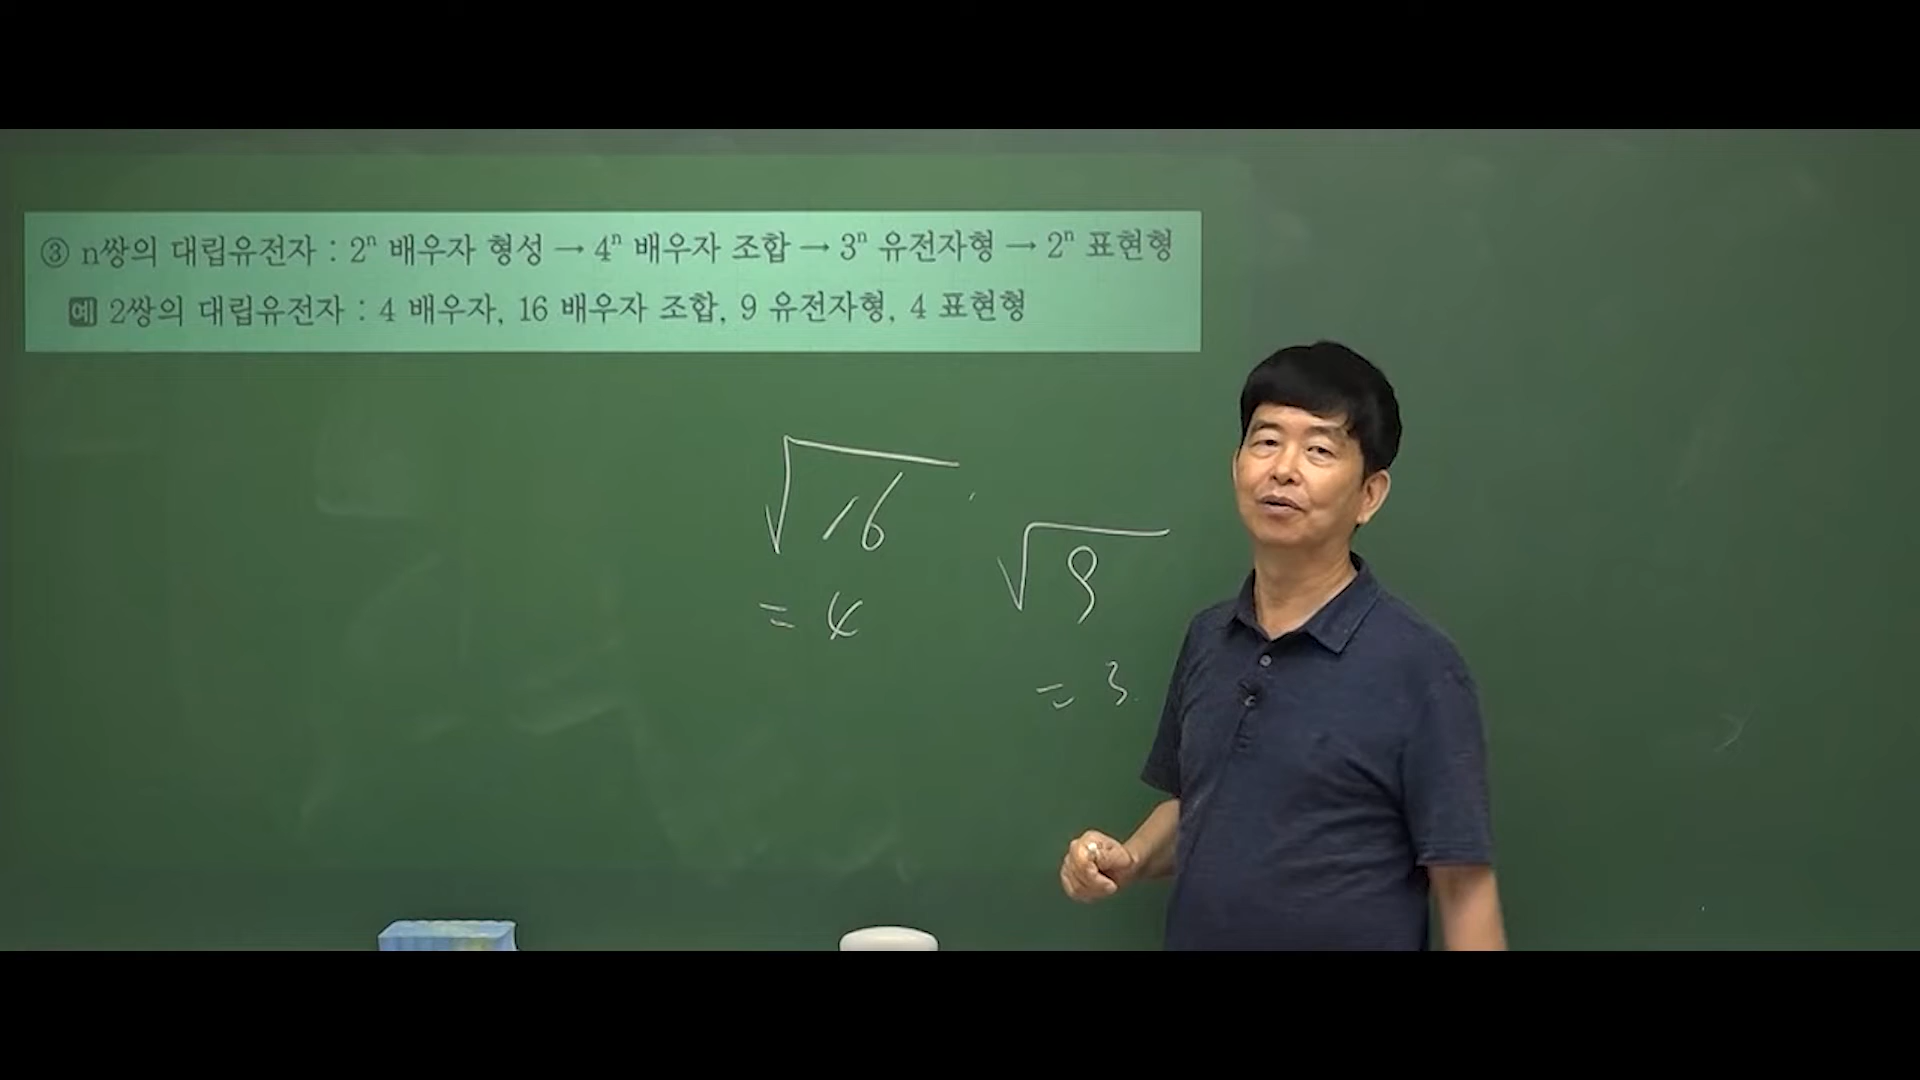 ③ n쌍의 대립유전자 : 2ⁿ 배우자 형성 → 4ⁿ 배우자 조합 → 3ⁿ 유전자형 → 2ⁿ 표현형
예 2쌍의 대립유전자 : 4 배우자, 16 배우자 조합, 9 유전자형, 4 표현형
√16
= 4
√9
= 3